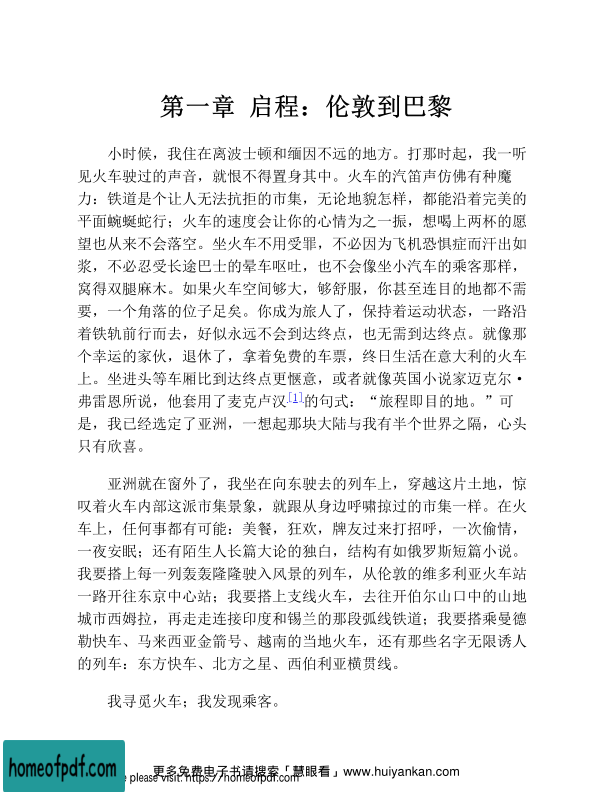 第一章 启程：伦敦到巴黎
小时候，我住在离波士顿和缅因不远的地方。打那时起，我一听
见火车驶过的声音，就恨不得置身其中。火车的汽笛声仿佛有种魔
力：铁道是个让人无法抗拒的市集，无论地貌怎样，都能沿着完美的
平面蜿蜒蛇行；火车的速度会让你的心情为之一振，想喝上两杯的愿
望也从来不会落空。坐火车不用受罪，不必因为飞机恐惧症而汗出如
浆，不必忍受长途巴士的晕车呕吐，也不会像坐小汽车的乘客那样，
窝得双腿麻木。如果火车空间够大，够舒服，你甚至连目的地都不需
要，一个角落的位子足矣。你成为旅人了，保持着运动状态，一路沿
着铁轨前行而去，好似永远不会到达终点，也无需到达终点。就像那
个幸运的家伙，退休了，拿着免费的车票，终日生活在意大利的火车
上。坐进头等车厢比到达终点更惬意，或者就像英国小说家迈克尔·
弗雷恩所说，他套用了麦克卢汉[1]的句式：“旅程即目的地。”可
是，我已经选定了亚洲，一想起那块大陆与我有半个世界之隔，心头
只有欣喜。
亚洲就在窗外了，我坐在向东驶去的列车上，穿越这片土地，惊
叹着火车内部这派市集景象，就跟从身边呼啸掠过的市集一样。在火
车上，任何事都有可能：美餐，狂欢，牌友过来打招呼，一次偷情，
一夜安眠；还有陌生人长篇大论的独白，结构有如俄罗斯短篇小说。
我要搭上每一列轰轰隆隆驶入风景的列车，从伦敦的维多利亚火车站
一路开往东京中心站；我要搭上支线火车，去往开伯尔山口中的山地
城市西姆拉，再走走连接印度和锡兰的那段弧线铁道；我要搭乘曼德
勒快车、马来西亚金箭号、越南的当地火车，还有那些名字无限诱人
的列车：东方快车、北方之星、西伯利亚横贯线。
我寻觅火车；我发现乘客。
更多免费电子书请搜索「慧眼看」www.huiyankan.com
homeofpdf.com
please visit: https://homeofpdf.com